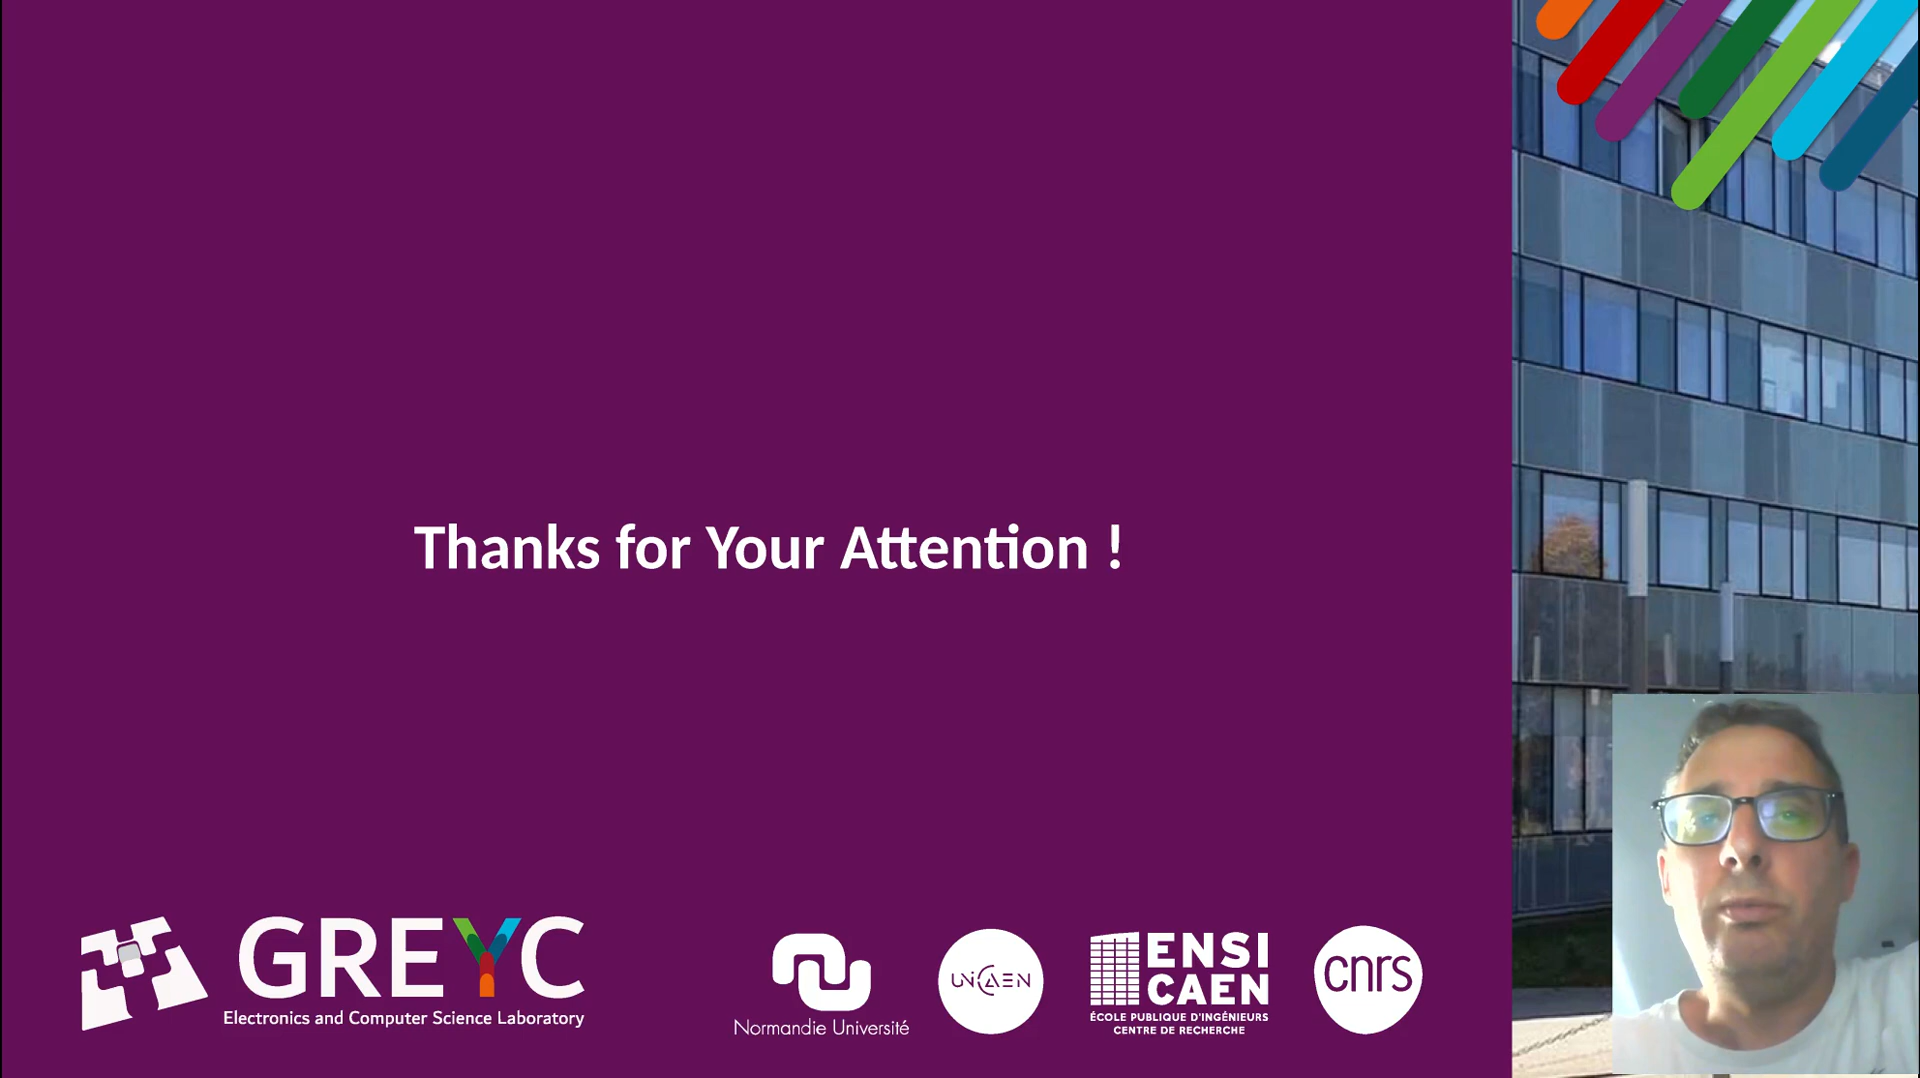 Thanks for Your Attention !
GREYC
Electronics and Computer Science Laboratory
Normandie Université
UNICAEN
ENSI
CAEN
ÉCOLE PUBLIQUE D'INGÉNIEURS
CENTRE DE RECHERCHE
cnrs